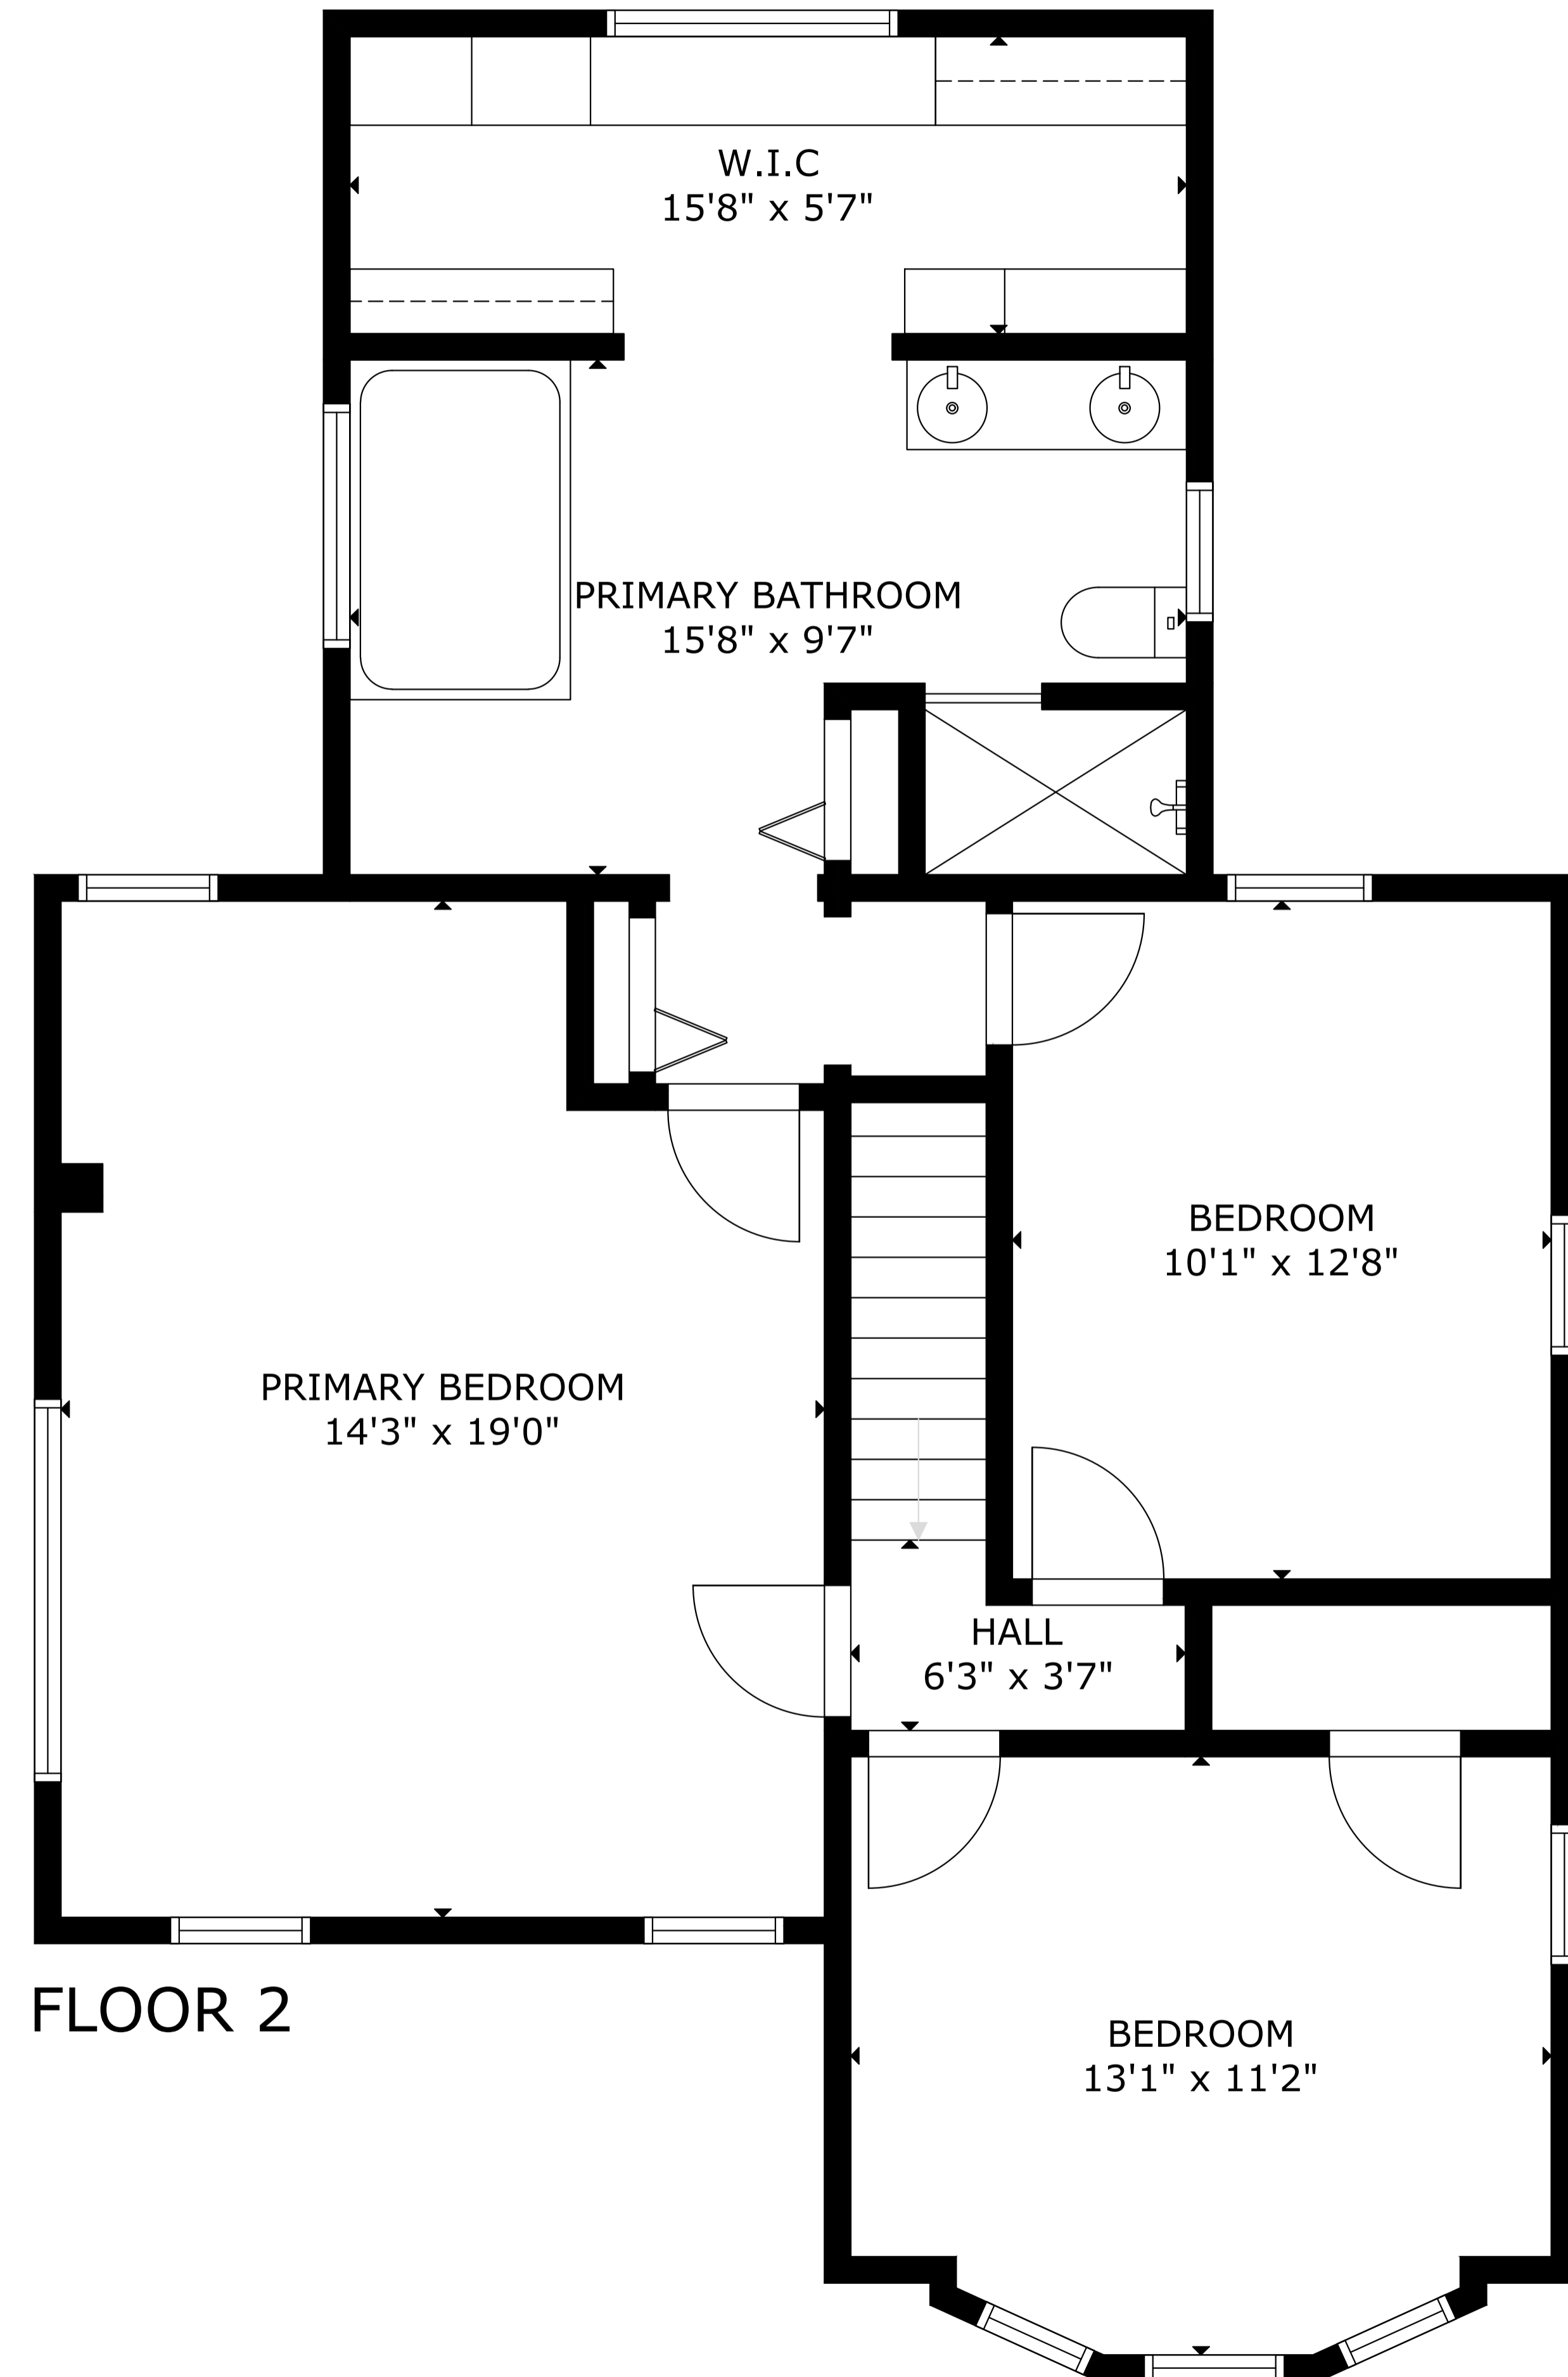 W.I.C
15'8" x 5'7"
PRIMARY BATHROOM
15'8" x 9'7"
BEDROOM
10'1" x 12'8"
PRIMARY BEDROOM
14'3" x 19'0"
HALL
6'3" x 3'7"
FLOOR 2
BEDROOM
13'1" x 11'2"